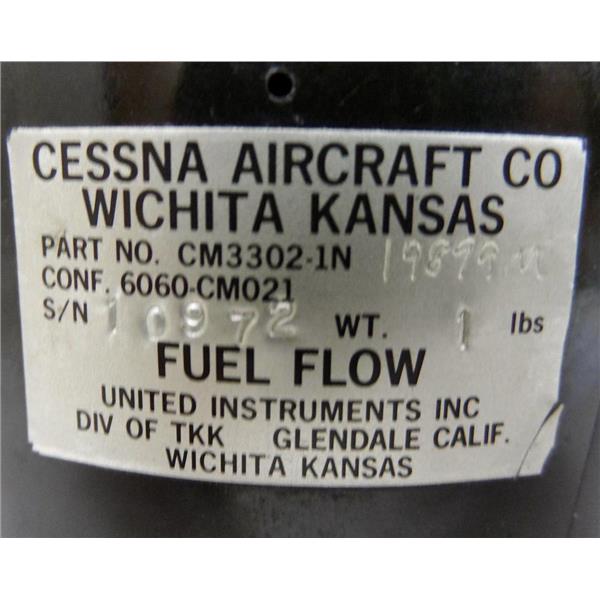 CESSNA AIRCRAFT CO
WICHITA KANSAS
PART NO. CM3302-1N
CONF. 6060-CM021
S/N 10972 WT. 1 lbs
FUEL FLOW
UNITED INSTRUMENTS INC
DIV OF TKK GLENDALE CALIF.
WICHITA KANSAS